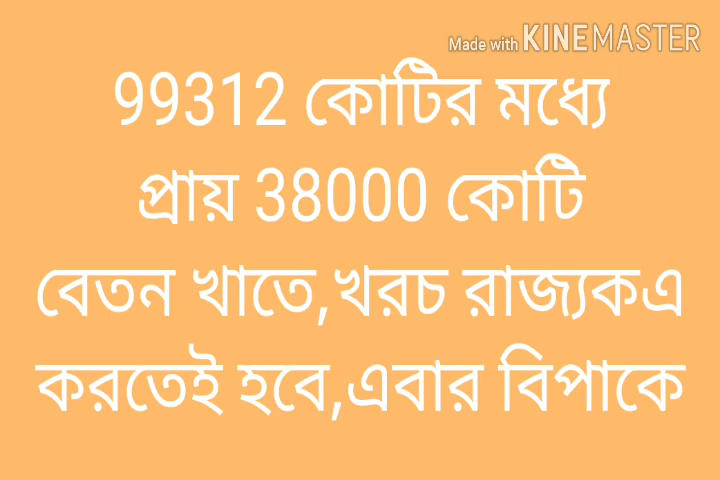 Made with KINEMASTER
99312 কোটির মধ্যে
প্রায় 38000 কোটি
বেতন খাতে,খরচ রাজ্যকএ
করতেই হবে,এবার বিপাকে